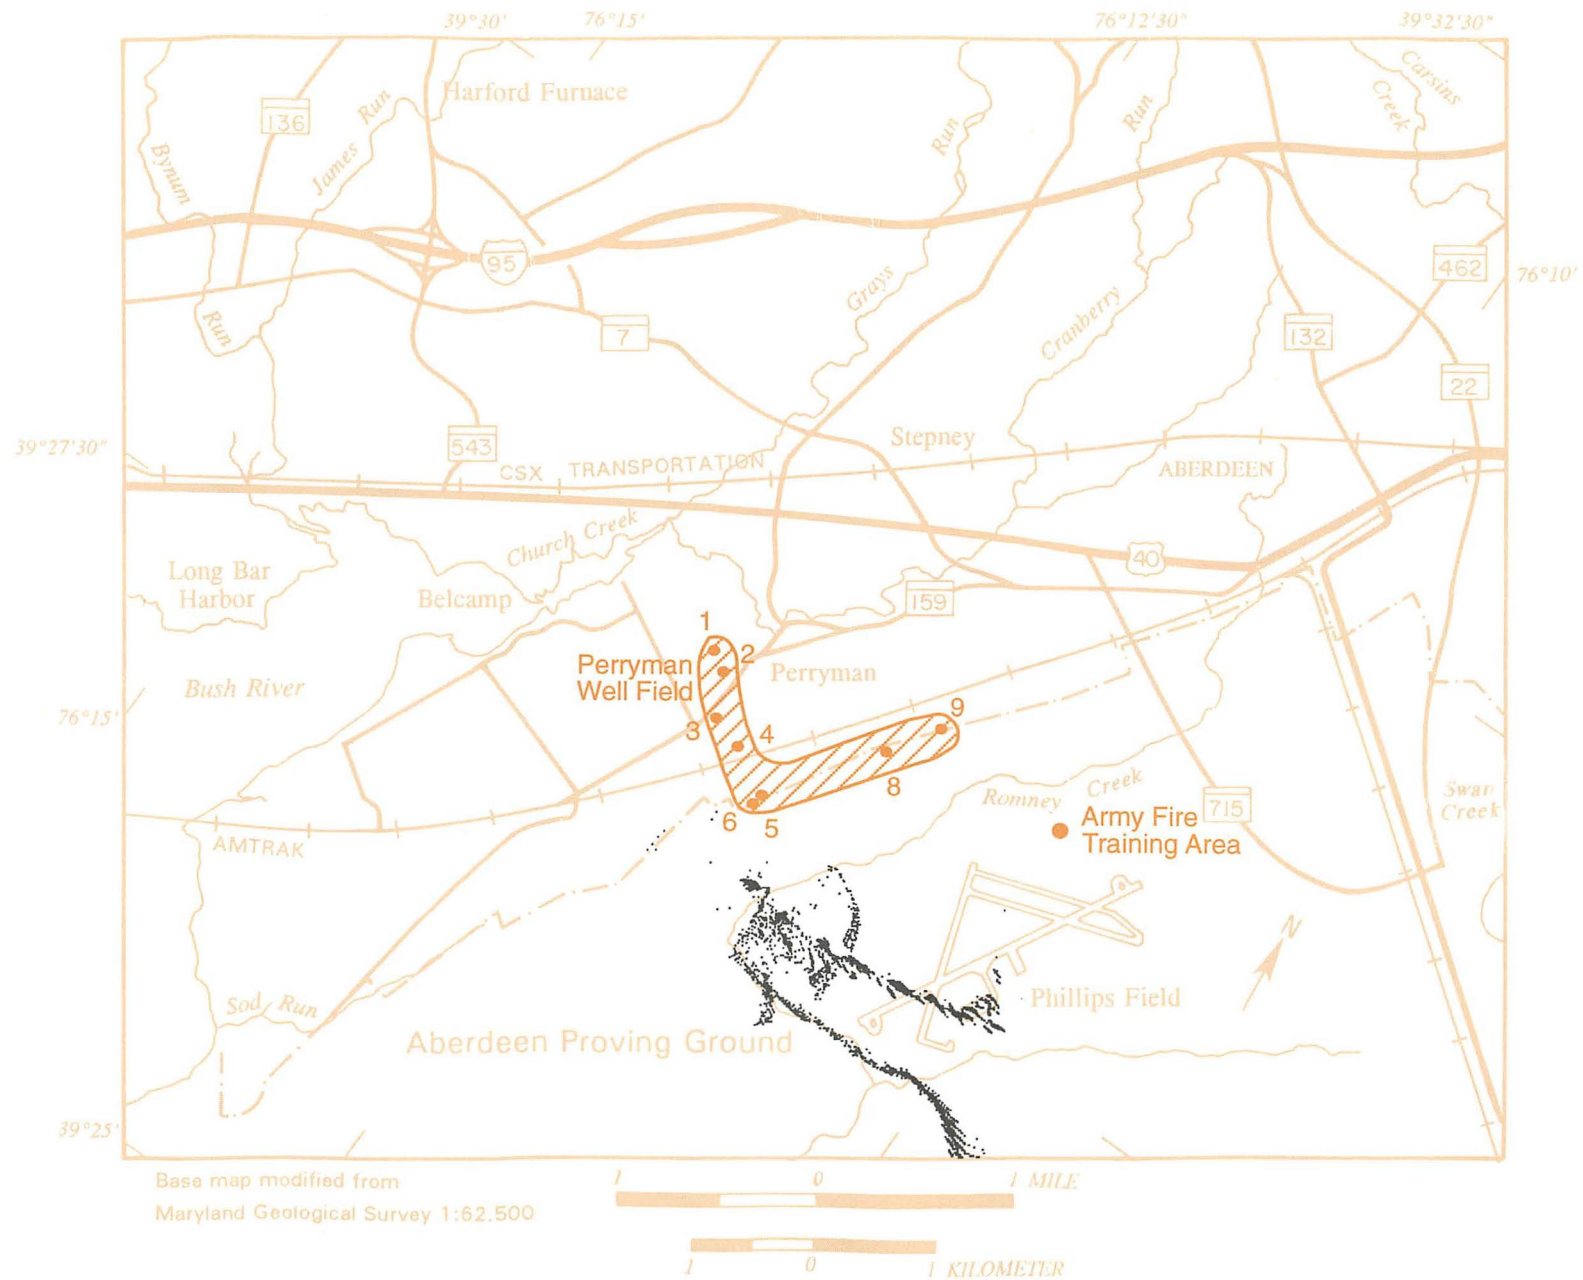 39°30' 76°15' 76°12'30" 39°32'30"
Harford Furnace
136
James Run
Bynum
Run
Run
Run
Carsins
Creek
95
462
76°10'
Grays
Cranberry
7
132
22
39°27'30"
543
Stepney
CSX TRANSPORTATION
ABERDEEN
Church Creek
40
Long Bar
Harbor
Belcamp
159
1
2
Perryman
Well Field
Perryman
Bush River
76°15'
3
4
9
8
6
5
Romney Creek
715
Army Fire
Training Area
Creek
AMTRAK
N
Sod Run
Phillips Field
Aberdeen Proving Ground
39°25'
Base map modified from
Maryland Geological Survey 1:62,500
1 0 1 MILE
1 0 1 KILOMETER